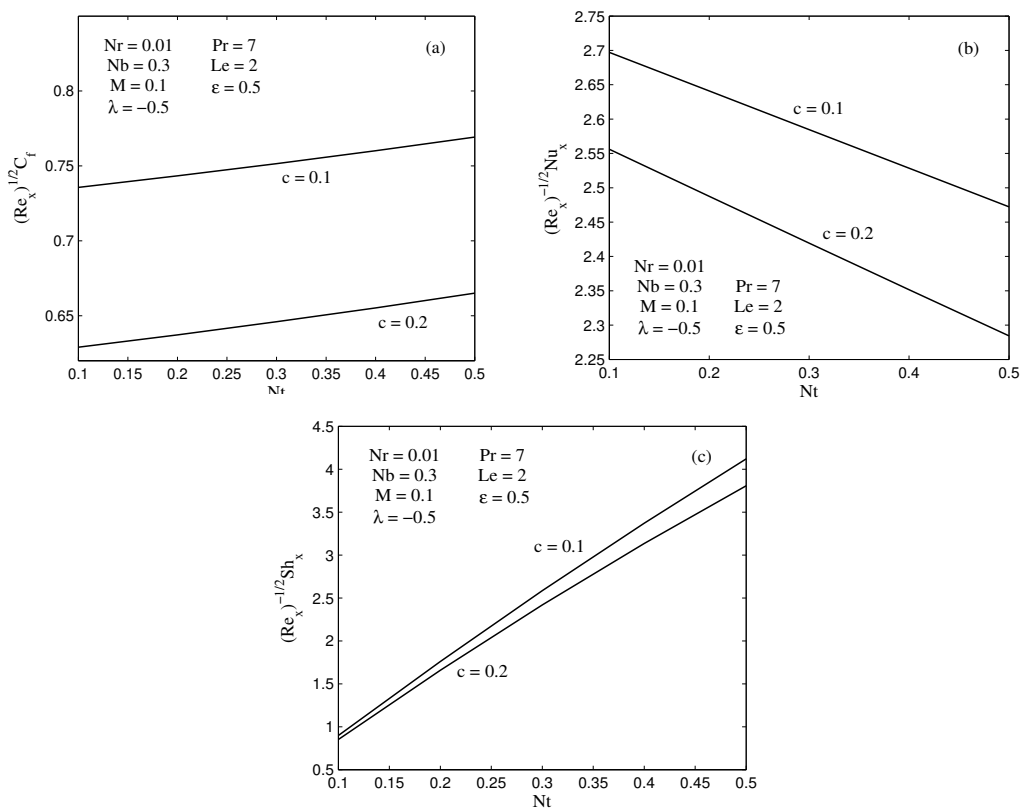 (a)
Nr = 0.01 Pr = 7
Nb = 0.3 Le = 2
M = 0.1 ε = 0.5
λ = −0.5
0.8
0.75
0.7
0.65
(Re_x)^{1/2}C_f
c = 0.1
c = 0.2
0.1 0.15 0.2 0.25 0.3 0.35 0.4 0.45 0.5
Nt
(b)
2.75
2.7
2.65
2.6
2.55
2.5
2.45
2.4
2.35
2.3
2.25
(Re_x)^{−1/2}Nu_x
c = 0.1
c = 0.2
Nr = 0.01
Nb = 0.3 Pr = 7
M = 0.1 Le = 2
λ = −0.5 ε = 0.5
0.1 0.2 0.3 0.4 0.5
Nt
(c)
Nr = 0.01 Pr = 7
Nb = 0.3 Le = 2
M = 0.1 ε = 0.5
λ = −0.5
4.5
4
3.5
3
2.5
2
1.5
1
0.5
(Re_x)^{−1/2}Sh_x
c = 0.1
c = 0.2
0.1 0.15 0.2 0.25 0.3 0.35 0.4 0.45 0.5
Nt